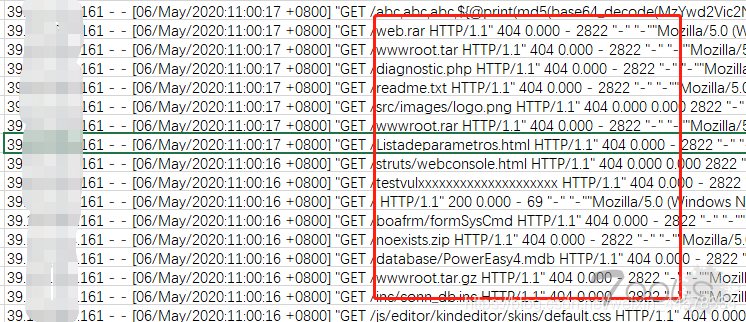 39. .161 - - [06/May/2020:11:00:17 +0800] "GET /abc.abc.abc.${@print(md5(base64_decode(MzYwd2Vic2
39. .161 - - [06/May/2020:11:00:17 +0800] "GET /web.rar HTTP/1.1" 404 0.000 - 2822 "-" "-""Mozilla/5.0 (W
39. .161 - - [06/May/2020:11:00:17 +0800] "GET /wwwroot.tar HTTP/1.1" 404 0.000 - 2822 "-" "-""Mozilla/5.
39. .161 - - [06/May/2020:11:00:17 +0800] "GET /diagnostic.php HTTP/1.1" 404 0.000 - 2822 "-" "-""Mozilla/
39. .161 - - [06/May/2020:11:00:17 +0800] "GET /readme.txt HTTP/1.1" 404 0.000 - 2822 "-" "-""Mozilla/5.0
39. .161 - - [06/May/2020:11:00:17 +0800] "GET /src/images/logo.png HTTP/1.1" 404 0.000 0.000 2822 "-"
39. .161 - - [06/May/2020:11:00:17 +0800] "GET /wwwroot.rar HTTP/1.1" 404 0.000 - 2822 "-" "-""Mozilla/5.
39. .161 - - [06/May/2020:11:00:16 +0800] "GET /Listadeparametros.html HTTP/1.1" 404 0.000 - 2822 "-" "
39. .161 - - [06/May/2020:11:00:16 +0800] "GET /struts/webconsole.html HTTP/1.1" 404 0.000 0.000 2822
39. .161 - - [06/May/2020:11:00:16 +0800] "GET /testvulxxxxxxxxxxxxxxxxxxxxx HTTP/1.1" 404 0.000 - 2822
39. .161 - - [06/May/2020:11:00:16 +0800] "GET / HTTP/1.1" 200 0.000 - 69 "-" "-""Mozilla/5.0 (Windows N
39. .161 - - [06/May/2020:11:00:16 +0800] "GET /boafrm/formSysCmd HTTP/1.1" 404 0.000 - 2822 "-" "-"
39. .161 - - [06/May/2020:11:00:16 +0800] "GET /noexists.zip HTTP/1.1" 404 0.000 - 2822 "-" "-""Mozilla/5.
39. .161 - - [06/May/2020:11:00:16 +0800] "GET /database/PowerEasy4.mdb HTTP/1.1" 404 0.000 - 2822
39. .161 - - [06/May/2020:11:00:16 +0800] "GET /wwwroot.tar.gz HTTP/1.1" 404 0.000 - 2822
39. .161 - - [06/May/2020:11:00:16 +0800] "GET /inc/conn_db.inc HTTP/1.1" 404 0.000 - 2822
39. .161 - - [06/May/2020:11:00:16 +0800] "GET /js/editor/kindeditor/skins/default.css HTTP/1.1" 404 0.000